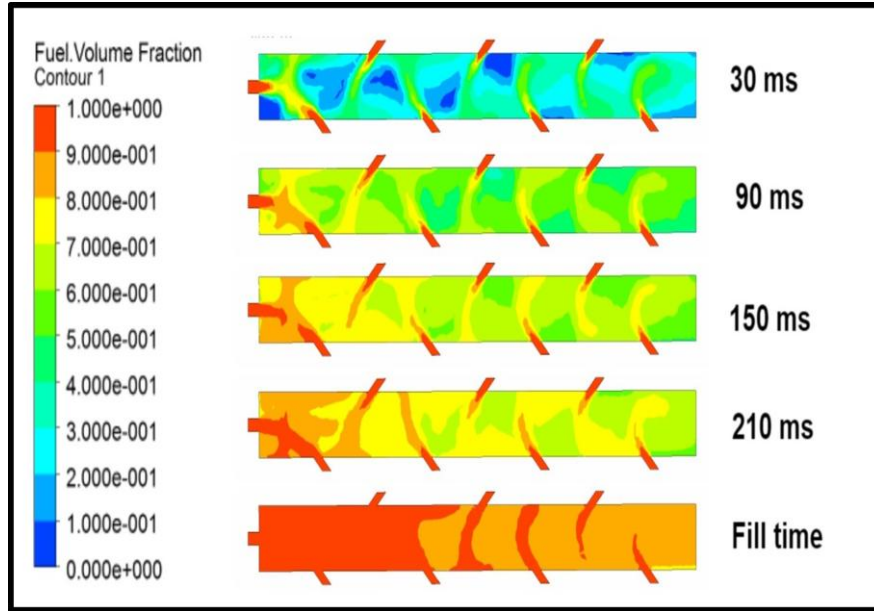 Fuel.Volume Fraction
Contour 1
1.000e+000
9.000e-001
8.000e-001
7.000e-001
6.000e-001
5.000e-001
4.000e-001
3.000e-001
2.000e-001
1.000e-001
0.000e+000
30 ms
90 ms
150 ms
210 ms
Fill time